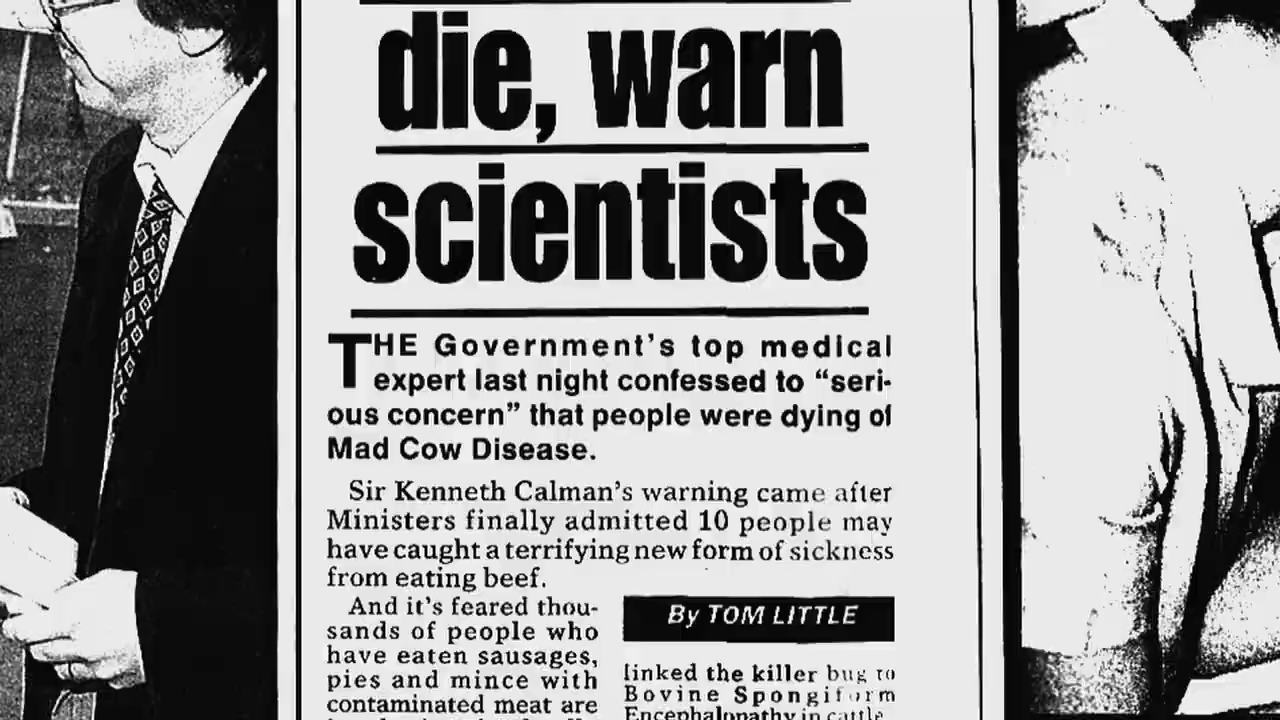 die, warn
scientists
THE Government's top medical
expert last night confessed to “seri-
ous concern” that people were dying of
Mad Cow Disease.
Sir Kenneth Calman's warning came after
Ministers finally admitted 10 people may
have caught a terrifying new form of sickness
from eating beef.
And it's feared thou-
sands of people who
have eaten sausages,
pies and mince with
contaminated meat are
By TOM LITTLE
linked the killer bug to
Bovine Spongiform
Encephalopathy in cattle